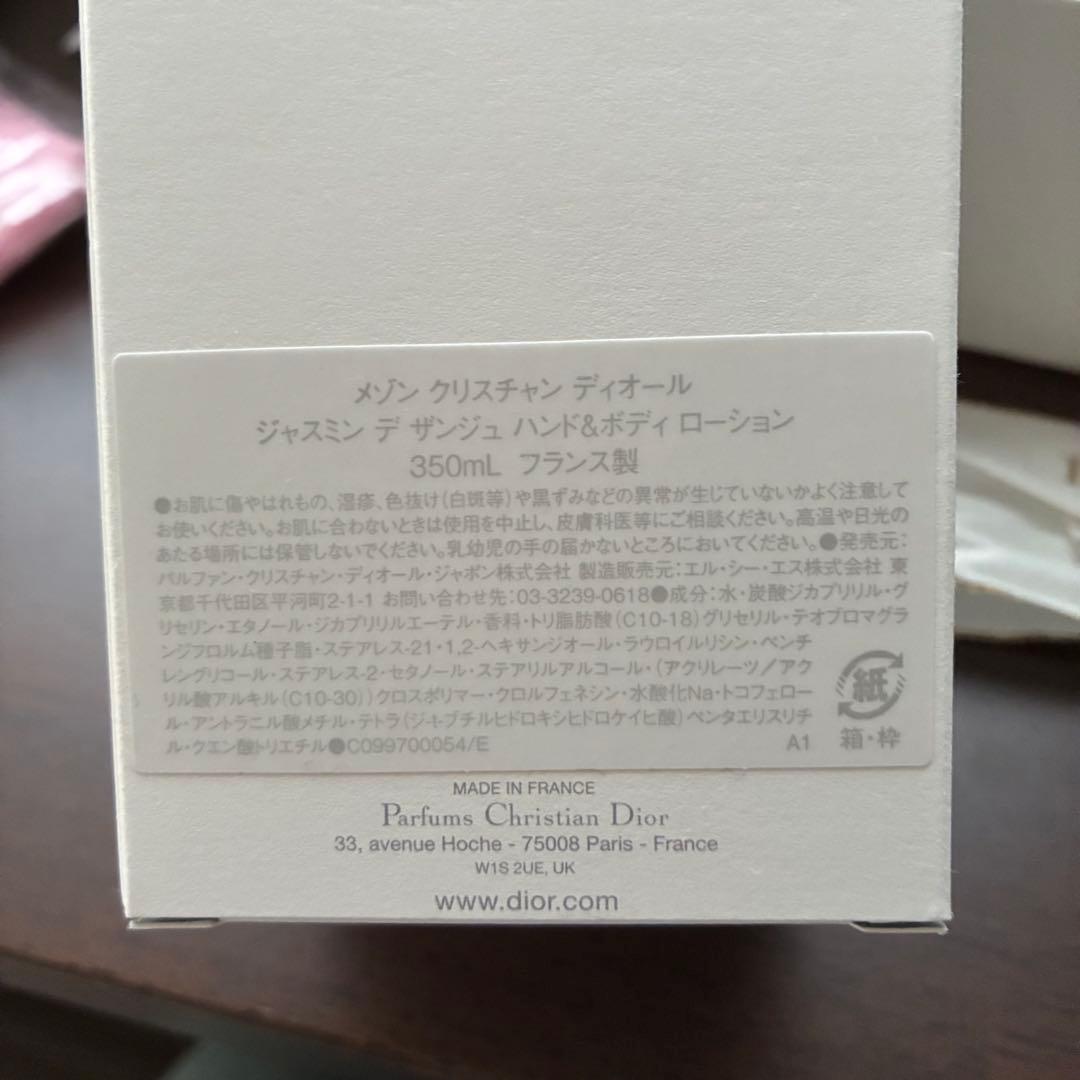 メゾン クリスチャン ディオール
ジャスミン デ ザンジュ ハンド&ボディ ローション
350mL フランス製
●お肌に傷やはれもの、湿疹、色抜け(白斑等)や黒ずみなどの異常が生じていないかよく注意して
お使いください。お肌に合わないときは使用を中止し、皮膚科医等にご相談ください。高温や日光の
あたる場所には保管しないでください。乳幼児の手の届かないところにおいてください。●発売元:
パルファン・クリスチャン・ディオール・ジャポン株式会社 製造販売元:エル・シー・エス株式会社 東
京都千代田区平河町2-1-1 お問い合わせ先:03-3239-0618●成分:水・炭酸ジカプリリル・グ
リセリン・エタノール・ジカプリリルエーテル・香料・トリ脂肪酸(C10-18)グリセリル・テオブロマグラ
ンジフロルム種子脂・ステアレス-21・1,2-ヘキサンジオール・ラウロイルリシン・ペンチ
レングリコール・ステアレス-2・セタノール・ステアリルアルコール・(アクリレーツ/アク
リル酸アルキル(C10-30))クロスポリマー・クロルフェネシン・水酸化Na・トコフェロー
ル・アントラニル酸メチル・テトラ(ジ-t-ブチルヒドロキシヒドロケイヒ酸)ペンタエリスリチ
ル・クエン酸トリエチル●C099700054/E A1
紙
箱・枠
MADE IN FRANCE
Parfums Christian Dior
33, avenue Hoche - 75008 Paris - France
W1S 2UE, UK
www.dior.com